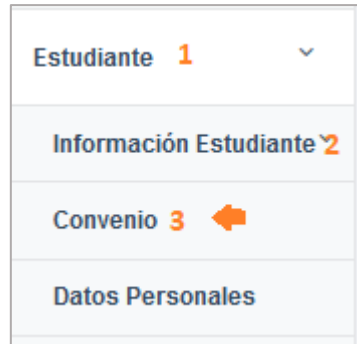 Estudiante 1
Información Estudiante 2
Convenio 3
Datos Personales